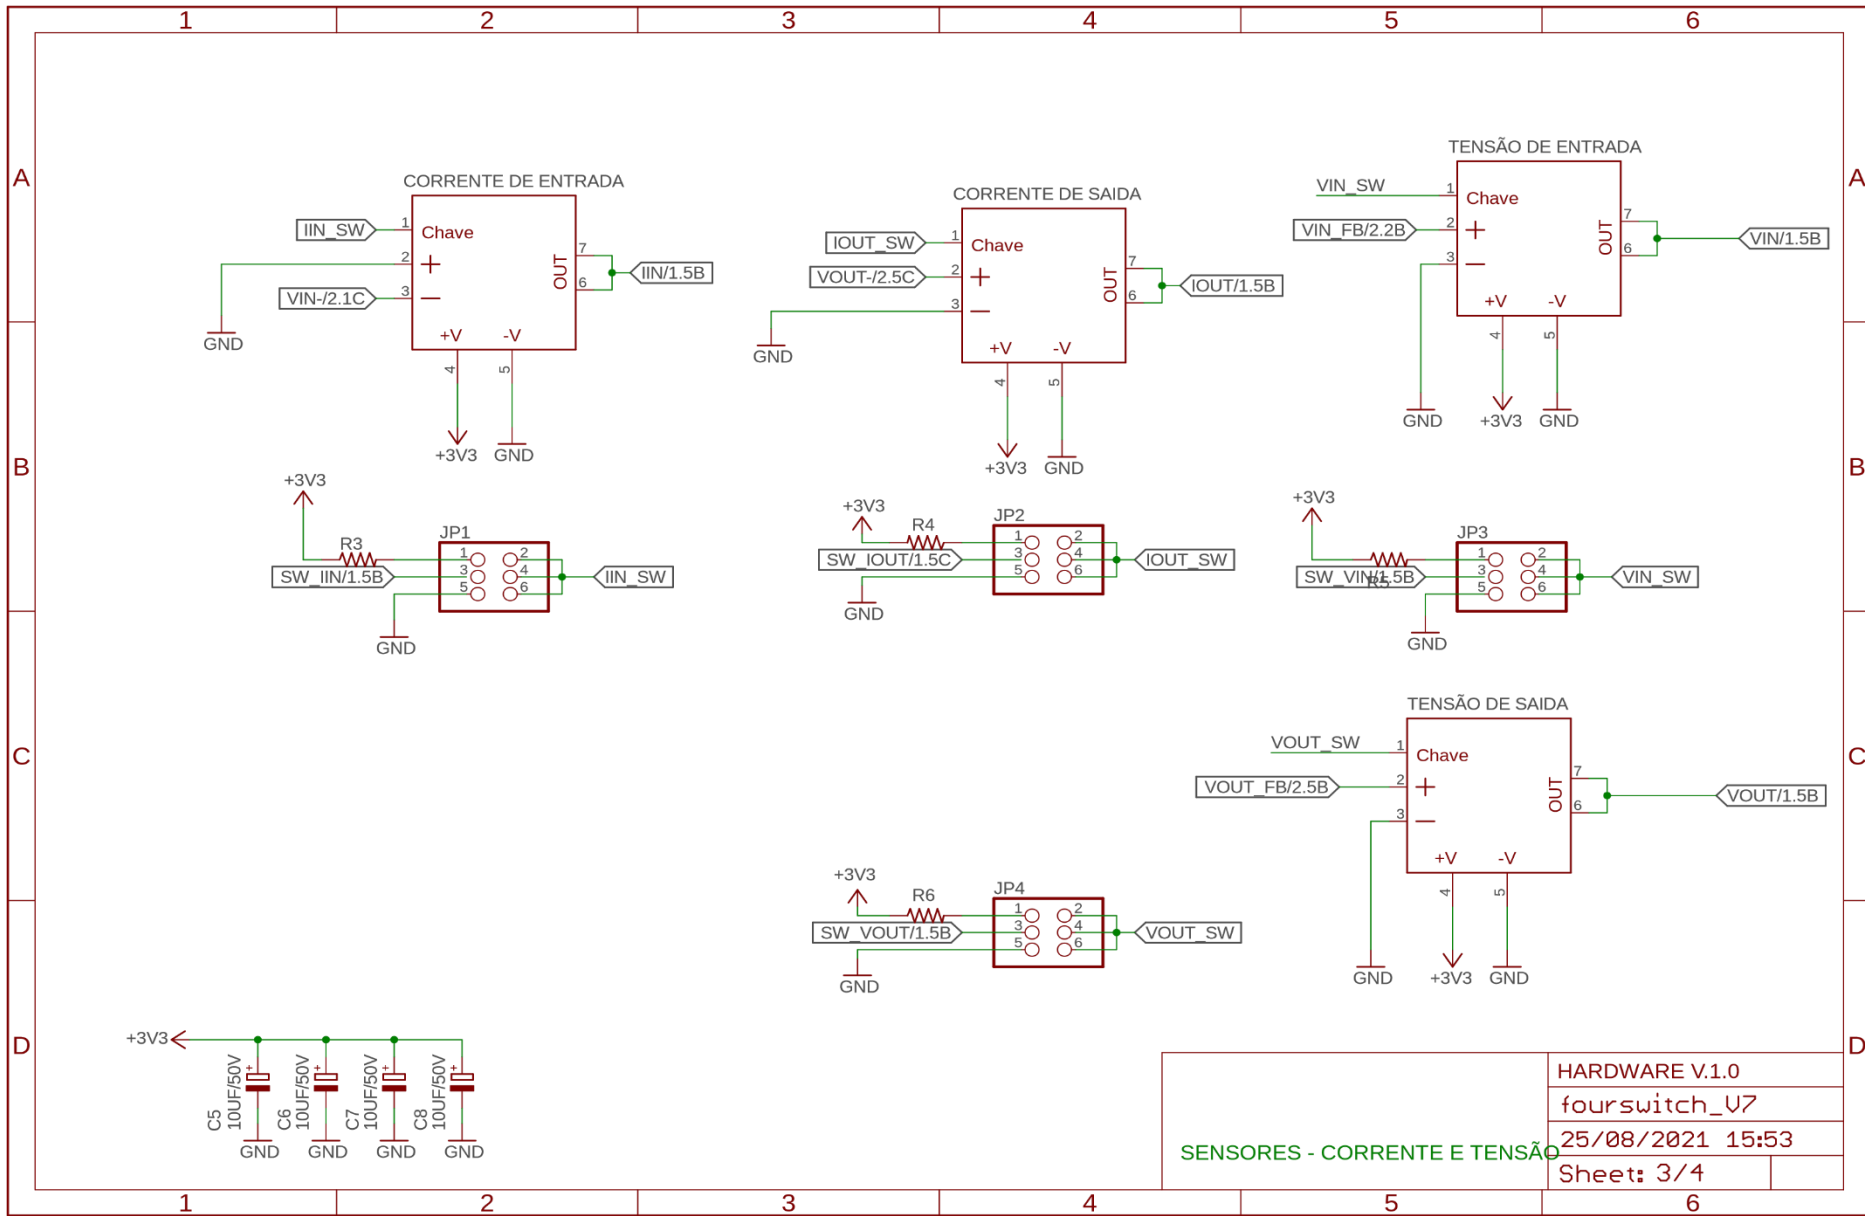 1 2 3 4 5 6
A A
B B
C C
D D
CORRENTE DE ENTRADA
IIN_SW 1 Chave
2 +
VIN-/2.1C 3 −
OUT 7 6 IIN/1.5B
+V -V
4 5
GND
+3V3 GND
CORRENTE DE SAIDA
IOUT_SW 1 Chave
VOUT-/2.5C 2 +
3 −
OUT 7 6 IOUT/1.5B
+V -V
4 5
GND
+3V3 GND
TENSÃO DE ENTRADA
VIN_SW 1 Chave
VIN_FB/2.2B 2 +
3 −
OUT 7 6 VIN/1.5B
+V -V
4 5
GND +3V3 GND
+3V3
R3 JP1
SW_IIN/1.5B
1 2
3 4
5 6
IIN_SW
GND
+3V3
R4 JP2
SW_IOUT/1.5C
1 2
3 4
5 6
IOUT_SW
GND
+3V3
JP3
SW_VIN/1.5B
R5
1 2
3 4
5 6
VIN_SW
GND
TENSÃO DE SAIDA
VOUT_SW 1 Chave
VOUT_FB/2.5B 2 +
3 −
OUT 7 6 VOUT/1.5B
+V -V
4 5
GND +3V3 GND
+3V3
R6 JP4
SW_VOUT/1.5B
1 2
3 4
5 6
VOUT_SW
GND
+3V3
C5 10UF/50V +
C6 10UF/50V +
C7 10UF/50V +
C8 10UF/50V +
GND GND GND GND
SENSORES - CORRENTE E TENSÃO
HARDWARE V.1.0
fourswitch_V7
25/08/2021 15:53
Sheet: 3/4
1 2 3 4 5 6